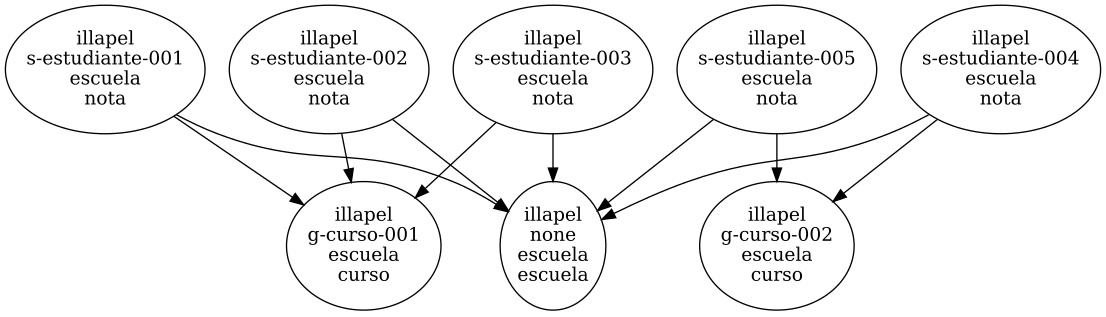 illapel
s-estudiante-001
escuela
nota
illapel
s-estudiante-002
escuela
nota
illapel
s-estudiante-003
escuela
nota
illapel
s-estudiante-005
escuela
nota
illapel
s-estudiante-004
escuela
nota
illapel
g-curso-001
escuela
curso
illapel
none
escuela
escuela
illapel
g-curso-002
escuela
curso